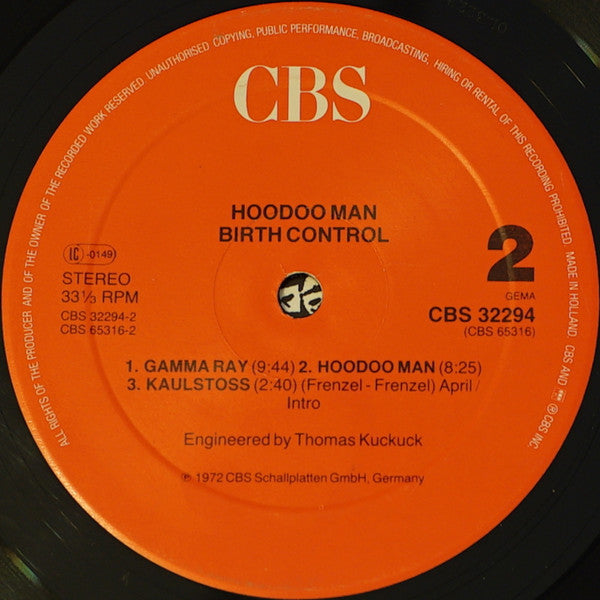 ALL RIGHTS OF THE PRODUCER AND OF THE OWNER OF THE RECORDED WORK RESERVED. UNAUTHORISED COPYING, PUBLIC PERFORMANCE, BROADCASTING, HIRING OR RENTAL OF THIS RECORDING PROHIBITED. MADE IN HOLLAND. CBS AND ℗ © CBS INC.
CBS
HOODOO MAN
BIRTH CONTROL
LC -0149
STEREO
33⅓ RPM
CBS 32294-2
CBS 65316-2
2
GEMA
CBS 32294
(CBS 65316)
1. GAMMA RAY (9:44) 2. HOODOO MAN (8:25)
3. KAULSTOSS (2:40) (Frenzel - Frenzel) April /
Intro
Engineered by Thomas Kuckuck
℗ 1972 CBS Schallplatten GmbH, Germany